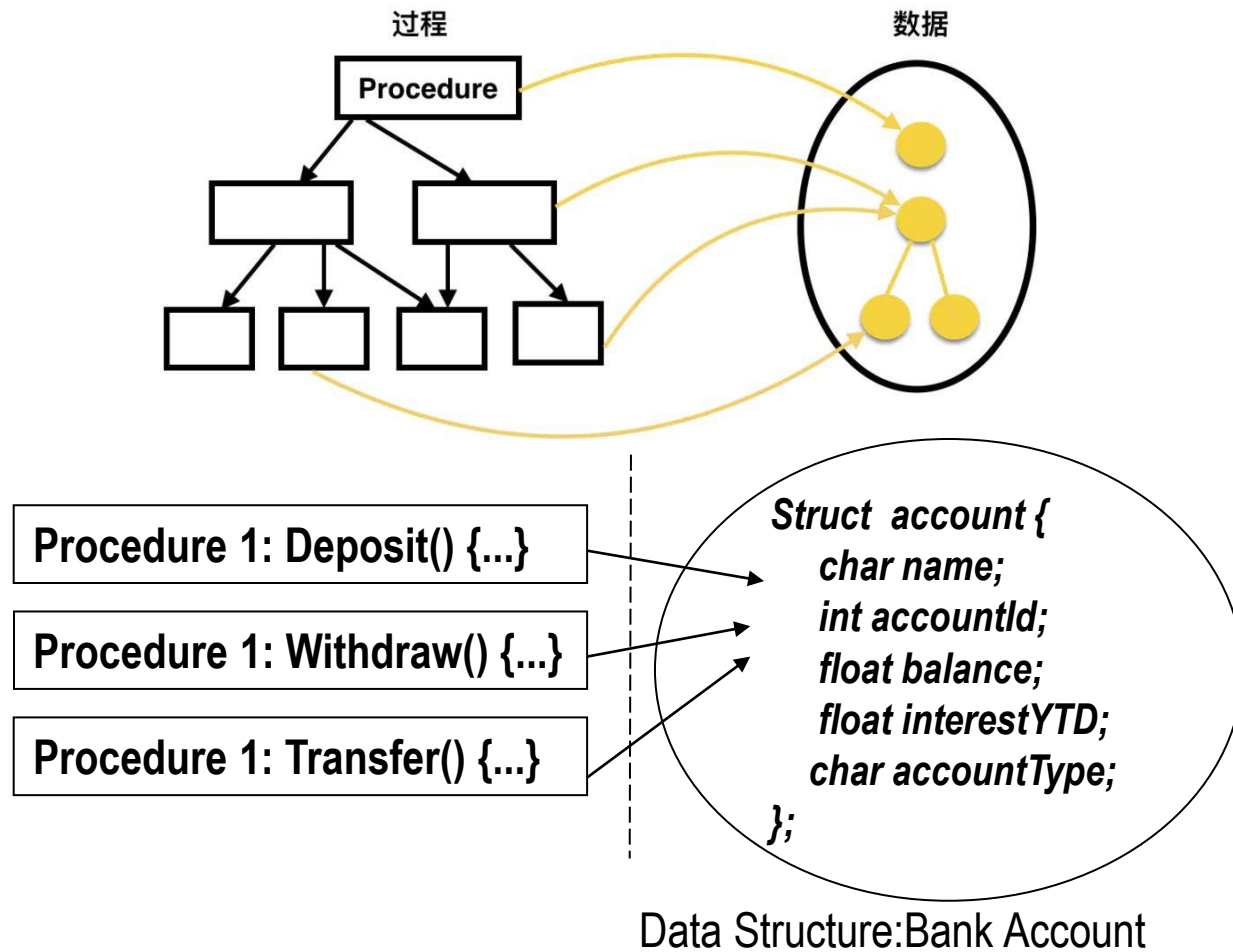 过程
数据
Procedure
Procedure 1: Deposit() {...}
Procedure 1: Withdraw() {...}
Procedure 1: Transfer() {...}
Struct account {
char name;
int accountId;
float balance;
float interestYTD;
char accountType;
};
Data Structure:Bank Account